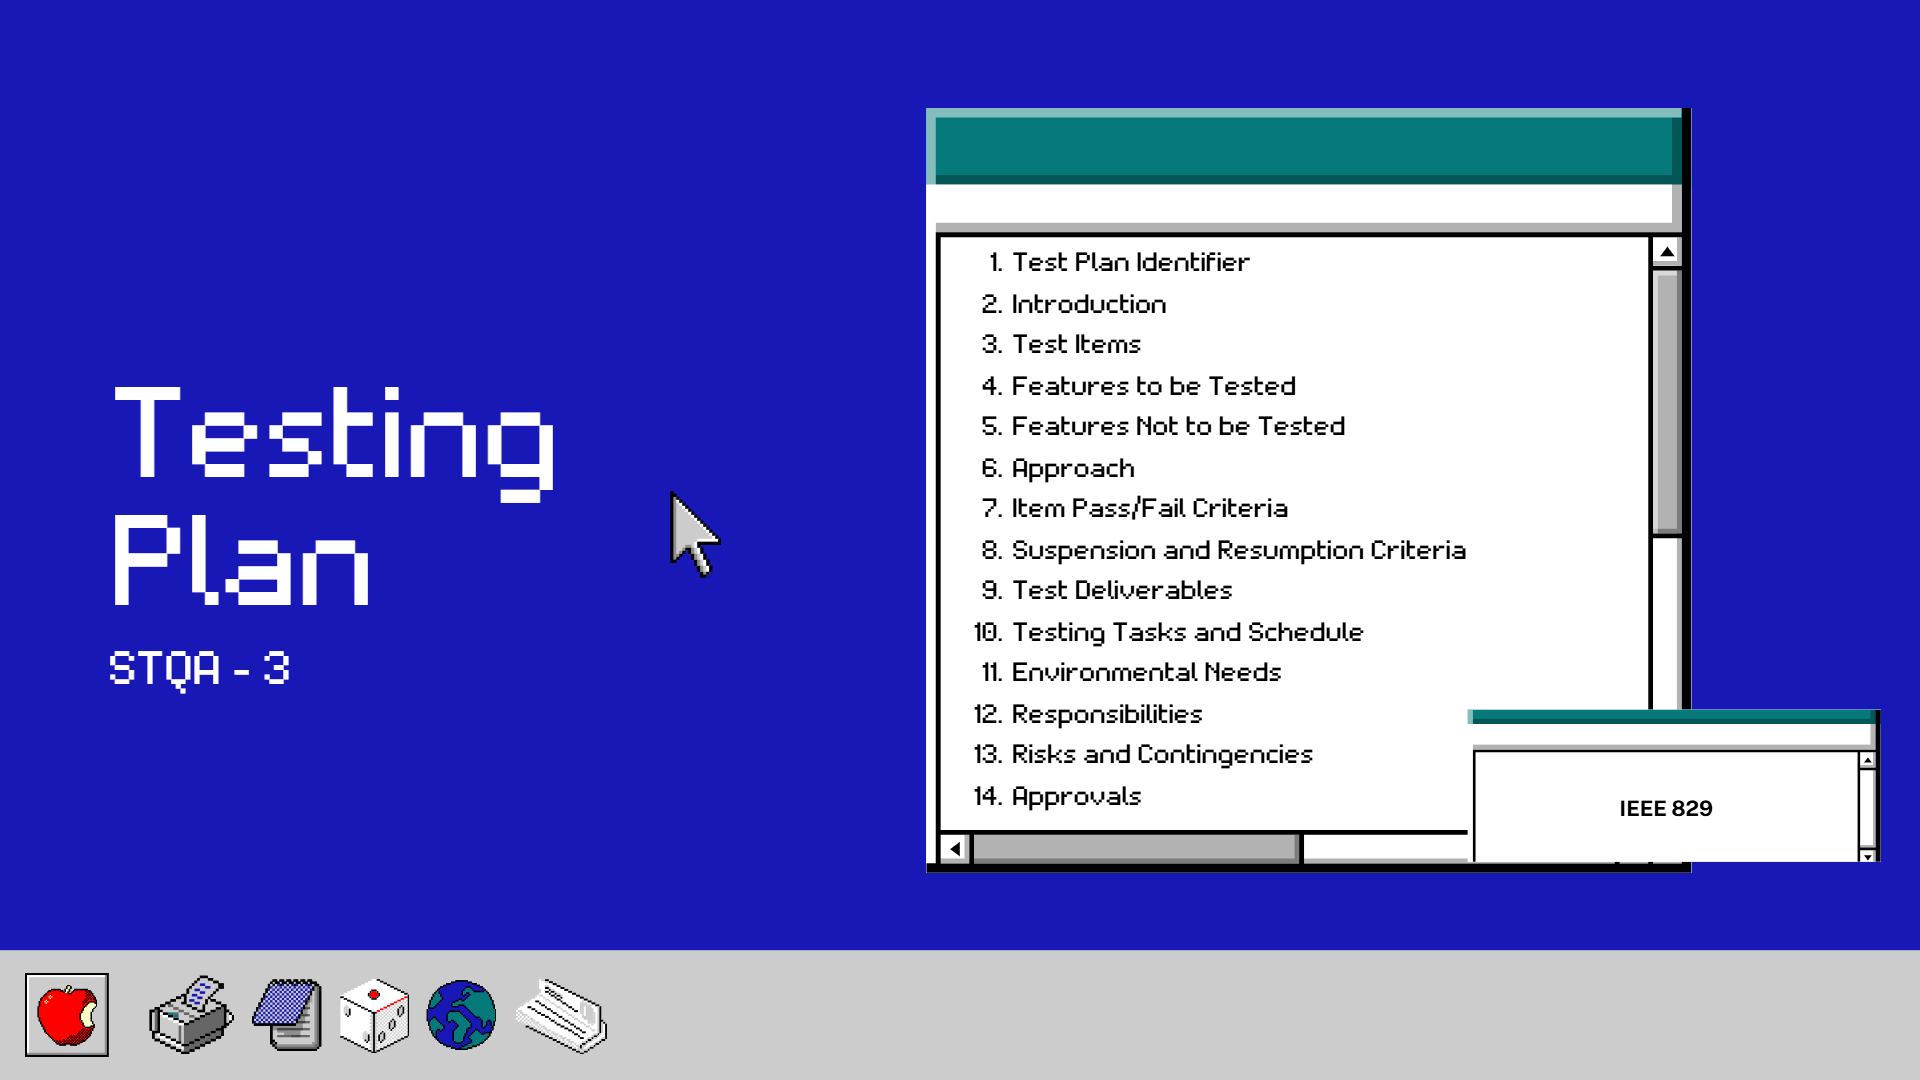 Testing
Plan
STQA - 3
1. Test Plan Identifier
2. Introduction
3. Test Items
4. Features to be Tested
5. Features Not to be Tested
6. Approach
7. Item Pass/Fail Criteria
8. Suspension and Resumption Criteria
9. Test Deliverables
10. Testing Tasks and Schedule
11. Environmental Needs
12. Responsibilities
13. Risks and Contingencies
14. Approvals
IEEE 829